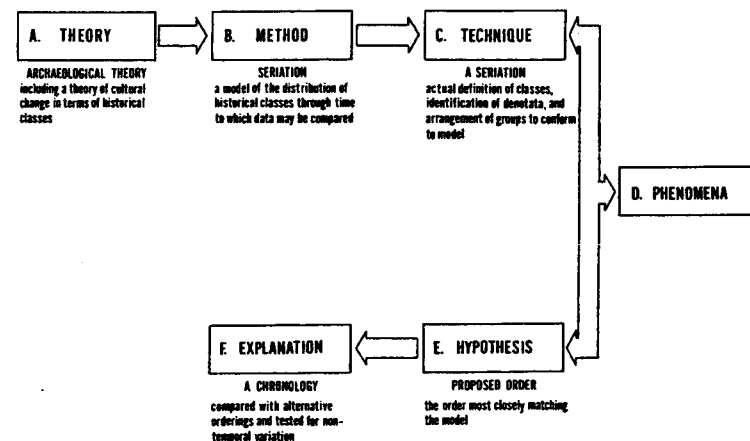 A. THEORY
ARCHAEOLOGICAL THEORY
including a theory of cultural
change in terms of historical
classes
B. METHOD
SERIATION
a model of the distribution of
historical classes through time
to which data may be compared
C. TECHNIQUE
A SERIATION
actual definition of classes,
identification of denotata, and
arrangement of groups to conform
to model
D. PHENOMENA
F. EXPLANATION
A CHRONOLOGY
compared with alternative
orderings and tested for non-
temporal variation
E. HYPOTHESIS
PROPOSED ORDER
the order most closely matching
the model